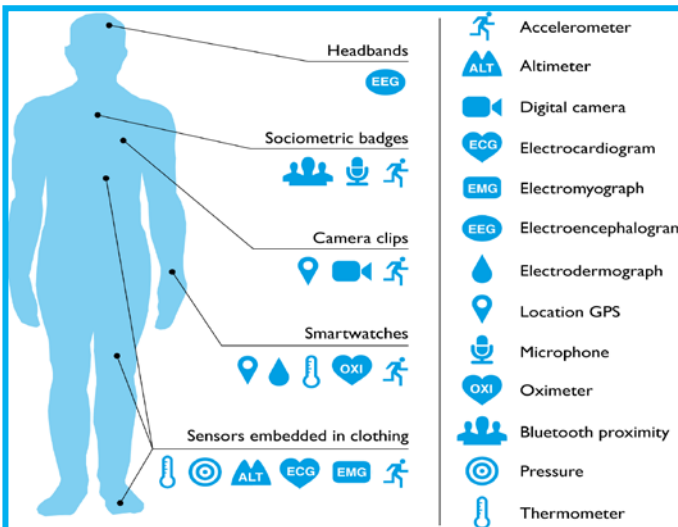 Headbands
EEG
Sociometric badges
Camera clips
Smartwatches
OXI
Sensors embedded in clothing
ALT
ECG
EMG
Accelerometer
ALT
Altimeter
Digital camera
ECG
Electrocardiogram
EMG
Electromyograph
EEG
Electroencephalogram
Electrodermograph
Location GPS
Microphone
OXI
Oximeter
Bluetooth proximity
Pressure
Thermometer